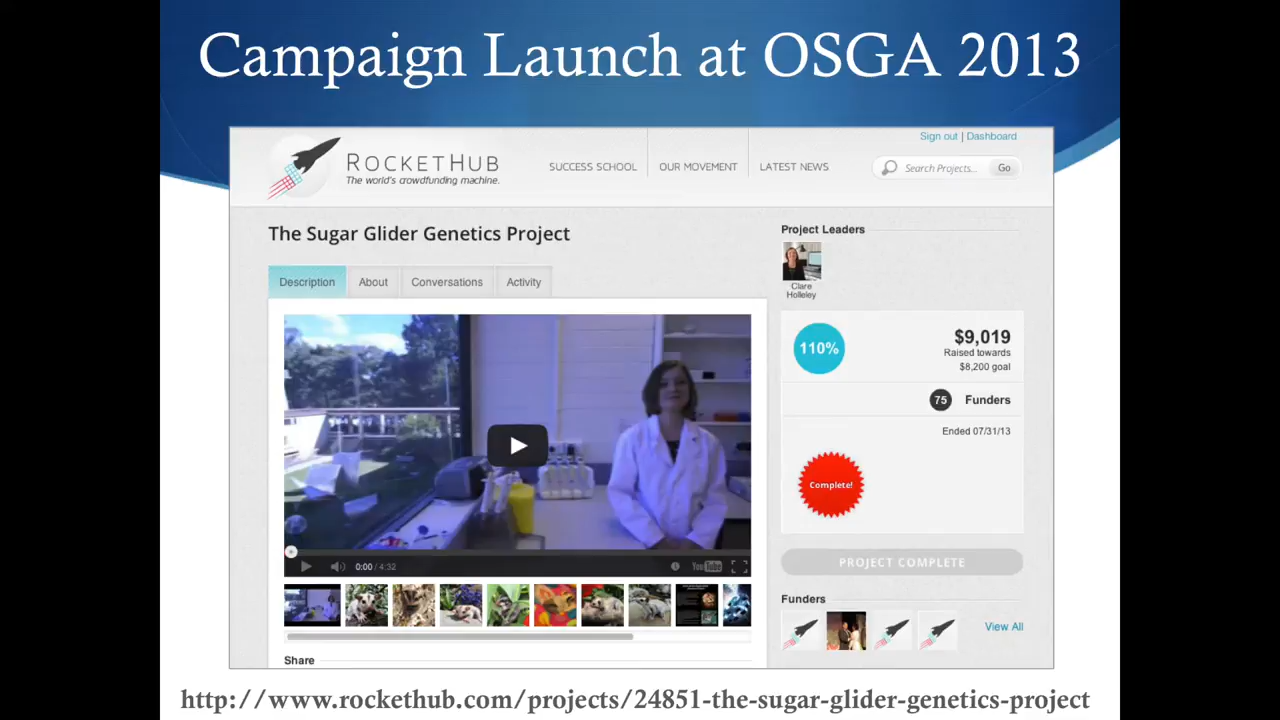 Campaign Launch at OSGA 2013
Sign out | Dashboard
ROCKETHUB
The world's crowdfunding machine.
SUCCESS SCHOOL
OUR MOVEMENT
LATEST NEWS
Search Projects...
Go
The Sugar Glider Genetics Project
Project Leaders
Clare
Holleley
Description
About
Conversations
Activity
110%
$9,019
Raised towards
$8,200 goal
75 Funders
Ended 07/31/13
Complete!
0:00 / 4:32
YouTube
PROJECT COMPLETE
Funders
View All
Share
http://www.rockethub.com/projects/24851-the-sugar-glider-genetics-project